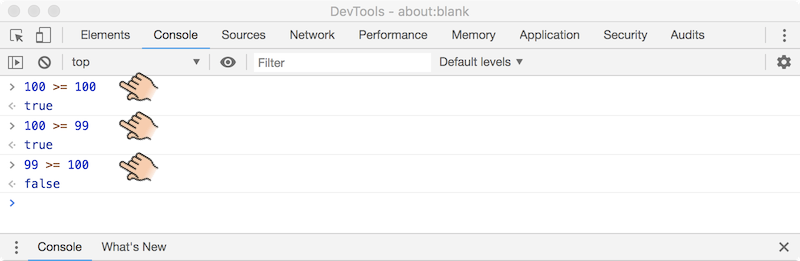 DevTools - about:blank
Elements Console Sources Network Performance Memory Application Security Audits
top Filter Default levels
100 >= 100
true
100 >= 99
true
99 >= 100
false
Console What's New